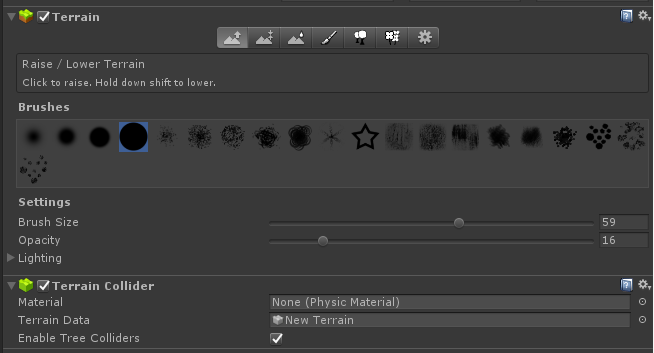 Terrain
Raise / Lower Terrain
Click to raise. Hold down shift to lower.
Brushes
Settings
Brush Size 59
Opacity 16
Lighting
Terrain Collider
Material None (Physic Material)
Terrain Data New Terrain
Enable Tree Colliders